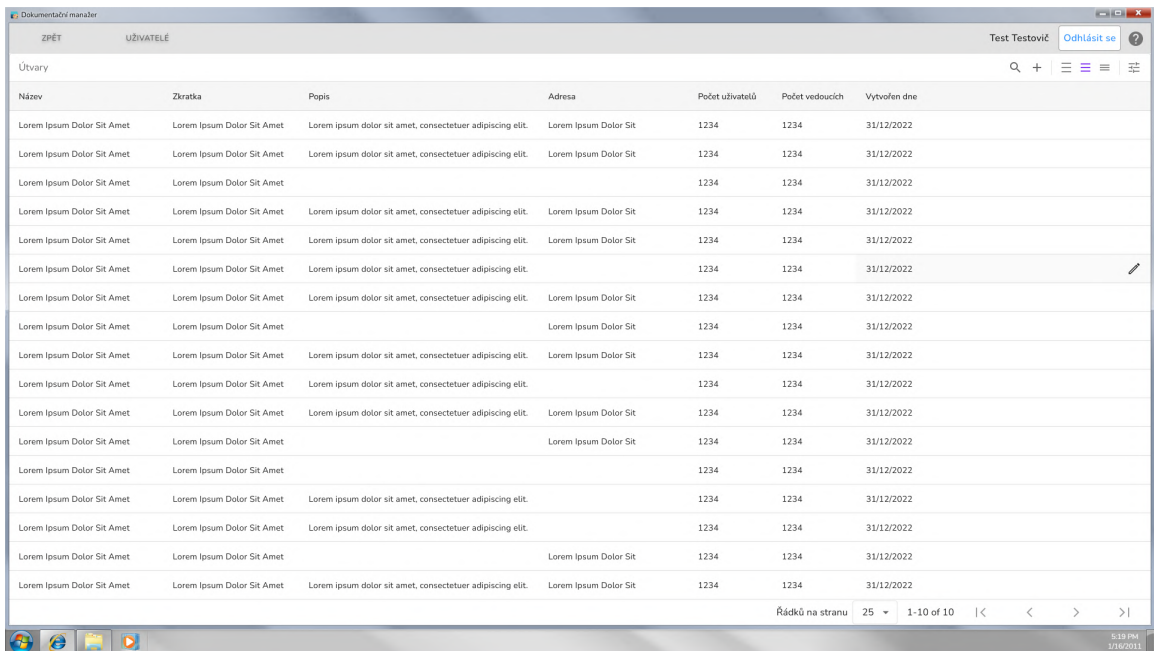 Dokumentační manažer
ZPĚT UŽIVATELÉ Test Testovič Odhlásit se
Útvary
Název Zkratka Popis Adresa Počet uživatelů Počet vedoucích Vytvořen dne
Lorem Ipsum Dolor Sit Amet Lorem Ipsum Dolor Sit Amet Lorem ipsum dolor sit amet, consectetuer adipiscing elit. Lorem Ipsum Dolor Sit 1234 1234 31/12/2022
Lorem Ipsum Dolor Sit Amet Lorem Ipsum Dolor Sit Amet Lorem ipsum dolor sit amet, consectetuer adipiscing elit. Lorem Ipsum Dolor Sit 1234 1234 31/12/2022
Lorem Ipsum Dolor Sit Amet Lorem Ipsum Dolor Sit Amet 1234 1234 31/12/2022
Lorem Ipsum Dolor Sit Amet Lorem Ipsum Dolor Sit Amet Lorem ipsum dolor sit amet, consectetuer adipiscing elit. Lorem Ipsum Dolor Sit 1234 1234 31/12/2022
Lorem Ipsum Dolor Sit Amet Lorem Ipsum Dolor Sit Amet Lorem ipsum dolor sit amet, consectetuer adipiscing elit. Lorem Ipsum Dolor Sit 1234 1234 31/12/2022
Lorem Ipsum Dolor Sit Amet Lorem Ipsum Dolor Sit Amet Lorem ipsum dolor sit amet, consectetuer adipiscing elit. 1234 1234 31/12/2022
Lorem Ipsum Dolor Sit Amet Lorem Ipsum Dolor Sit Amet Lorem ipsum dolor sit amet, consectetuer adipiscing elit. Lorem Ipsum Dolor Sit 1234 1234 31/12/2022
Lorem Ipsum Dolor Sit Amet Lorem Ipsum Dolor Sit Amet Lorem Ipsum Dolor Sit 1234 1234 31/12/2022
Lorem Ipsum Dolor Sit Amet Lorem Ipsum Dolor Sit Amet Lorem ipsum dolor sit amet, consectetuer adipiscing elit. Lorem Ipsum Dolor Sit 1234 1234 31/12/2022
Lorem Ipsum Dolor Sit Amet Lorem Ipsum Dolor Sit Amet Lorem ipsum dolor sit amet, consectetuer adipiscing elit. 1234 1234 31/12/2022
Lorem Ipsum Dolor Sit Amet Lorem Ipsum Dolor Sit Amet Lorem ipsum dolor sit amet, consectetuer adipiscing elit. Lorem Ipsum Dolor Sit 1234 1234 31/12/2022
Lorem Ipsum Dolor Sit Amet Lorem Ipsum Dolor Sit Amet Lorem Ipsum Dolor Sit 1234 1234 31/12/2022
Lorem Ipsum Dolor Sit Amet Lorem Ipsum Dolor Sit Amet 1234 1234 31/12/2022
Lorem Ipsum Dolor Sit Amet Lorem Ipsum Dolor Sit Amet Lorem ipsum dolor sit amet, consectetuer adipiscing elit. 1234 1234 31/12/2022
Lorem Ipsum Dolor Sit Amet Lorem Ipsum Dolor Sit Amet Lorem ipsum dolor sit amet, consectetuer adipiscing elit. 1234 1234 31/12/2022
Lorem Ipsum Dolor Sit Amet Lorem Ipsum Dolor Sit Amet Lorem Ipsum Dolor Sit 1234 1234 31/12/2022
Lorem Ipsum Dolor Sit Amet Lorem Ipsum Dolor Sit Amet Lorem ipsum dolor sit amet, consectetuer adipiscing elit. Lorem Ipsum Dolor Sit 1234 1234 31/12/2022
Řádků na stranu 25 1-10 of 10
5:19 PM
1/16/2011